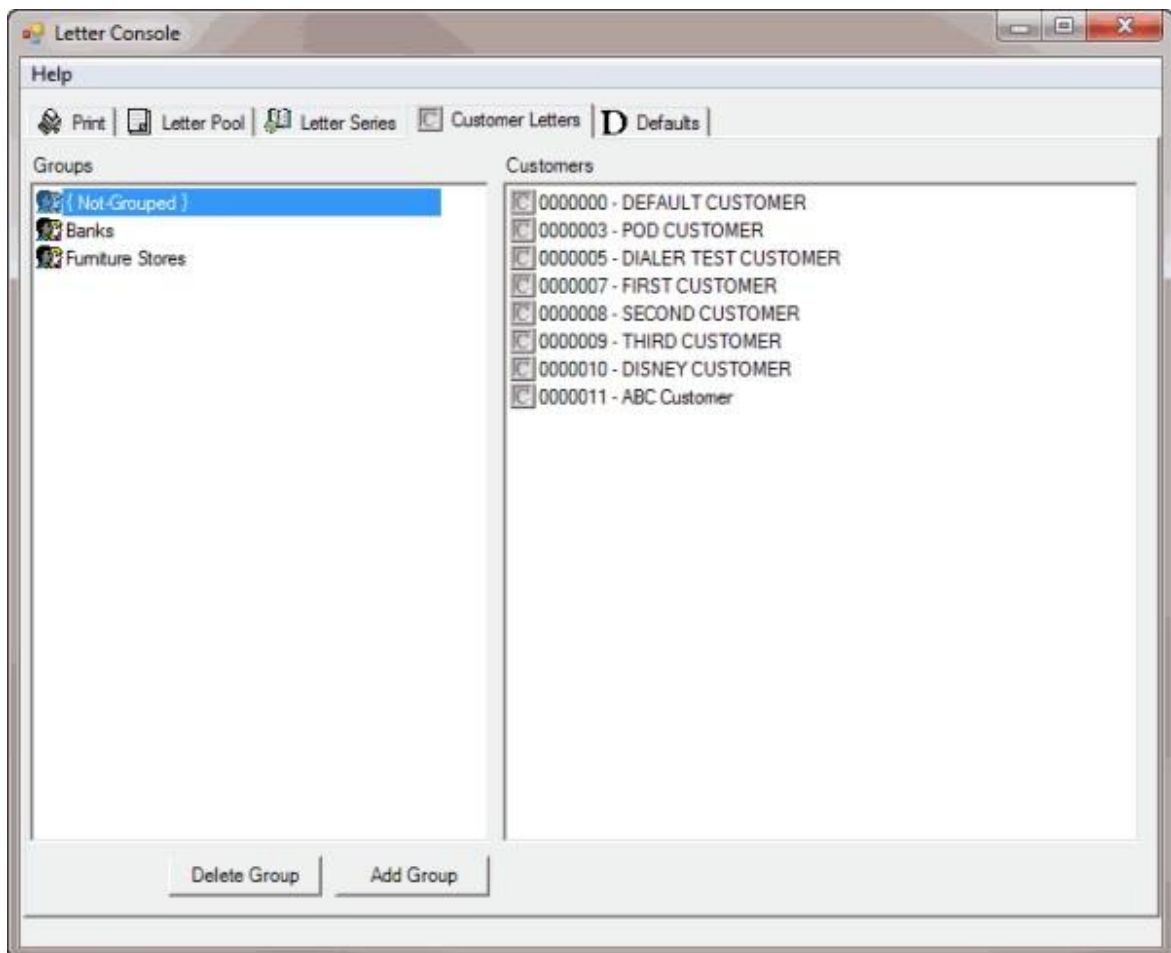 Letter Console
Help
Print Letter Pool Letter Series C Customer Letters D Defaults
Groups
{ Not-Grouped }
Banks
Furniture Stores
Customers
C 0000000 - DEFAULT CUSTOMER
C 0000003 - POD CUSTOMER
C 0000005 - DIALER TEST CUSTOMER
C 0000007 - FIRST CUSTOMER
C 0000008 - SECOND CUSTOMER
C 0000009 - THIRD CUSTOMER
C 0000010 - DISNEY CUSTOMER
C 0000011 - ABC Customer
Delete Group Add Group